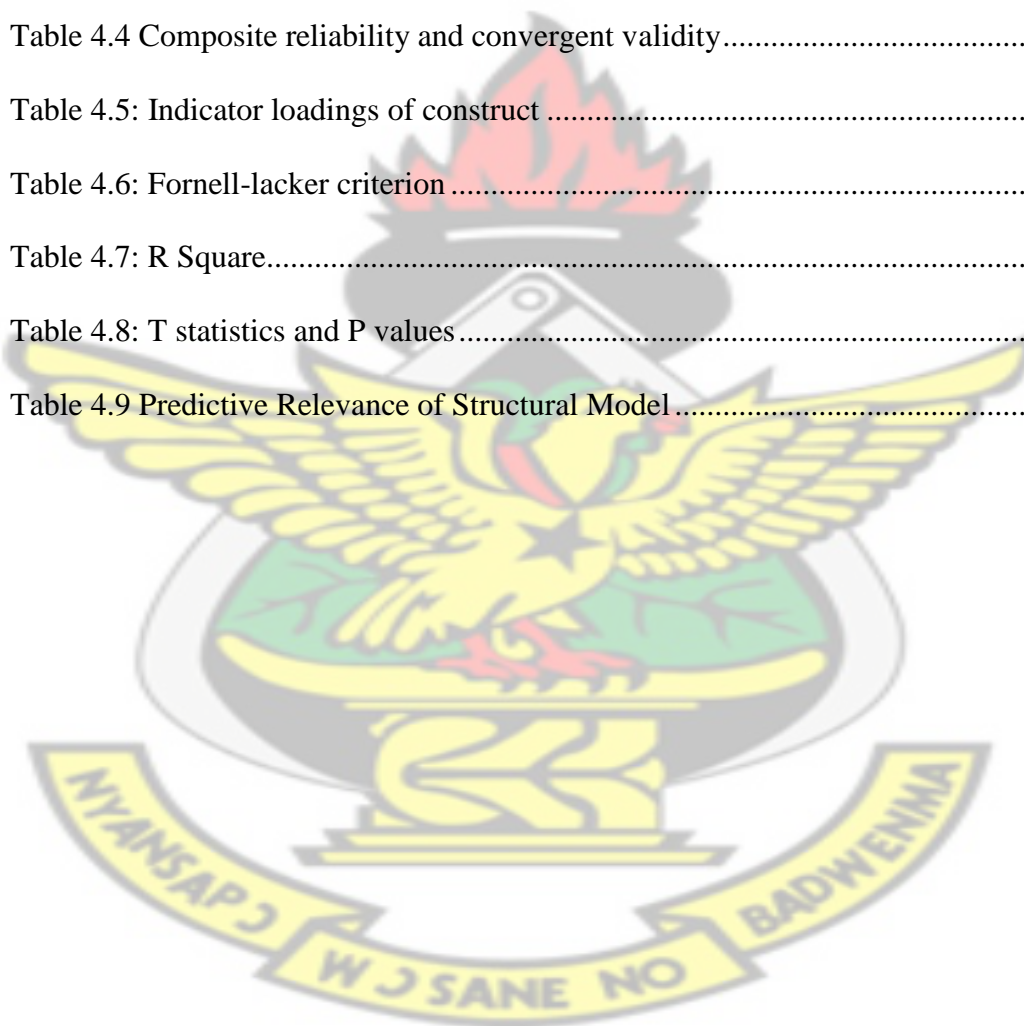 Table 4.4 Composite reliability and convergent validity....................................
Table 4.5: Indicator loadings of construct ............................................................
Table 4.6: Fornell-lacker criterion ........................................................................
Table 4.7: R Square...............................................................................................
Table 4.8: T statistics and P values.......................................................................
Table 4.9 Predictive Relevance of Structural Model............................................
NYANSAPƆ
WƆSANE NO
BADWENMA